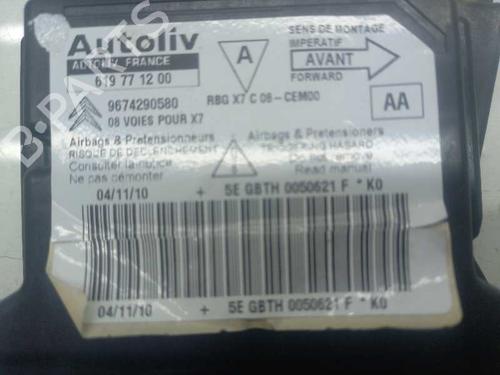 Autoliv
AUTOLIV FRANCE
619 77 12 00
9674290580
08 VOIES POUR X7
A
RBG X7 C 08-CEM00
SENS DE MONTAGE
IMPERATIF
AVANT
FORWARD
AA
Airbags & Pretensionneurs
RISQUE DE DECLENCHEMENT
Consulter la notice
Ne pas démonter
Airbags & Pretensioners
TRIGGERING HASARD
Do not remove
Read manual
04/11/10 + 5E GBTH 0050621 F * K0
04/11/10 + 5E GBTH 0050621 F * K0
B-PARTS